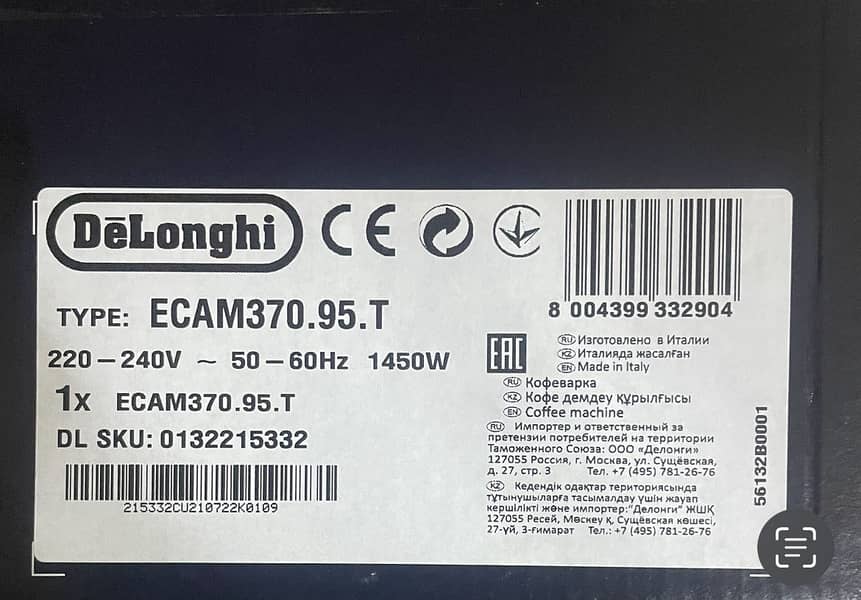 DēLonghi CE
8 004399 332904
TYPE: ECAM370.95.T
220–240V ~ 50–60Hz 1450W
1x ECAM370.95.T
DL SKU: 0132215332
215332CU210722K0109
EAC
RU Изготовлено в Италии
KZ Италияда жасалған
EN Made in Italy
RU Кофеварка
KZ Кофе демдеу құрылғысы
EN Coffee machine
RU Импортер и ответственный за
претензии потребителей на территории
Таможенного Союза: ООО «Делонги»
127055 Россия, г. Москва, ул. Сущёвская,
д. 27, стр. 3 Тел. +7 (495) 781-26-76
KZ Кедендік одақтар териториясында
тұтынушыларға тасымалдау үшін жауап
кершілікті және импортер:"Делонги" ЖШҚ
127055 Ресей, Мәскеу қ, Сущёвская көшесі,
27-үй, 3-ғимарат Тел.: +7 (495) 781-26-76
56132B0001